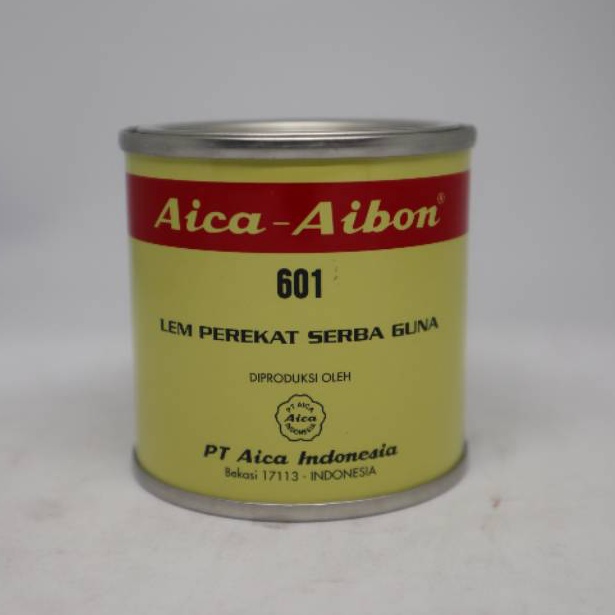 Aica-Aibon®
601
LEM PEREKAT SERBA GUNA
DIPRODUKSI OLEH
PT AICA
Aica
INDONESIA
PT Aica Indonesia
Bekasi 17113 - INDONESIA